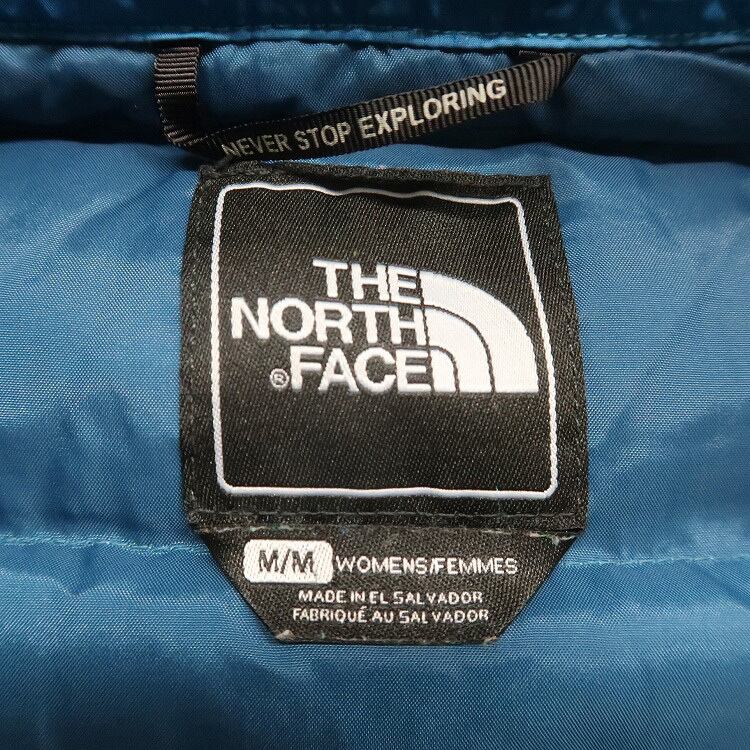 NEVER STOP EXPLORING
THE
NORTH
®FACE
M/M WOMENS/FEMMES
MADE IN EL SALVADOR
FABRIQUÉ AU SALVADOR